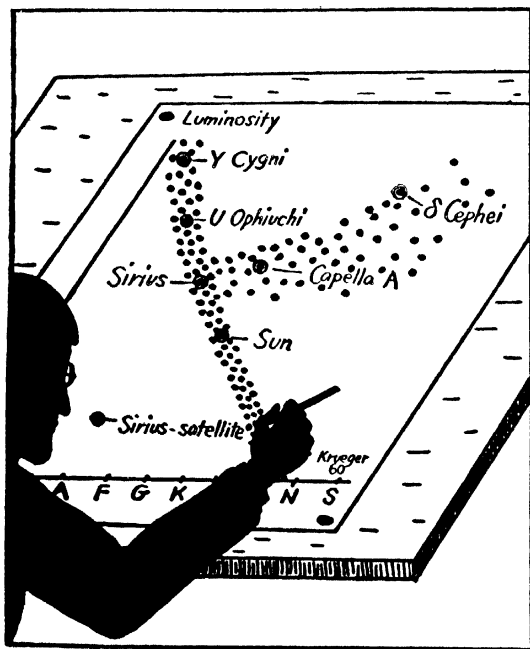 Luminosity
Y Cygni
U Ophiuchi
δ Cephei
Sirius
Capella A
Sun
Sirius-satellite
Krueger
60
A F G K N S